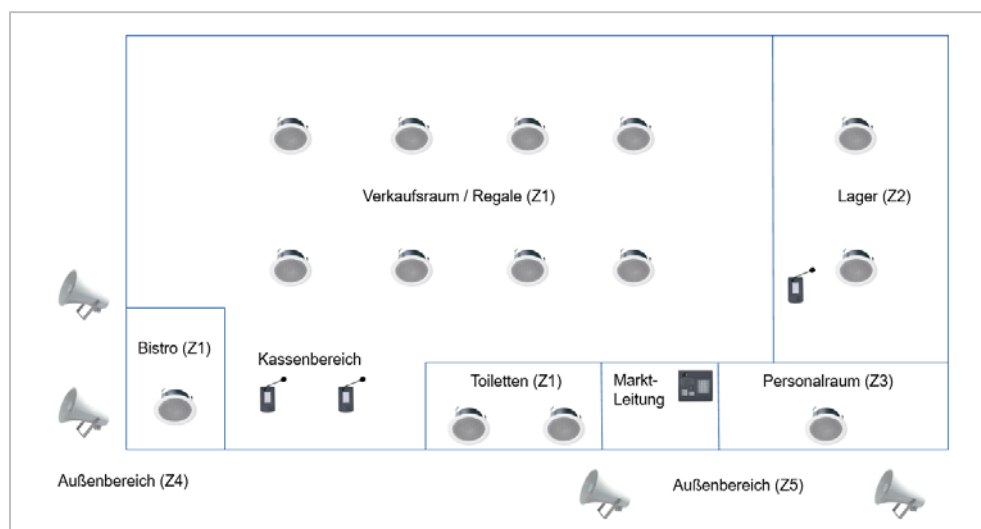 Verkaufsraum / Regale (Z1)
Lager (Z2)
Bistro (Z1)
Kassenbereich
Toiletten (Z1)
Markt-
Leitung
Personalraum (Z3)
Außenbereich (Z4)
Außenbereich (Z5)